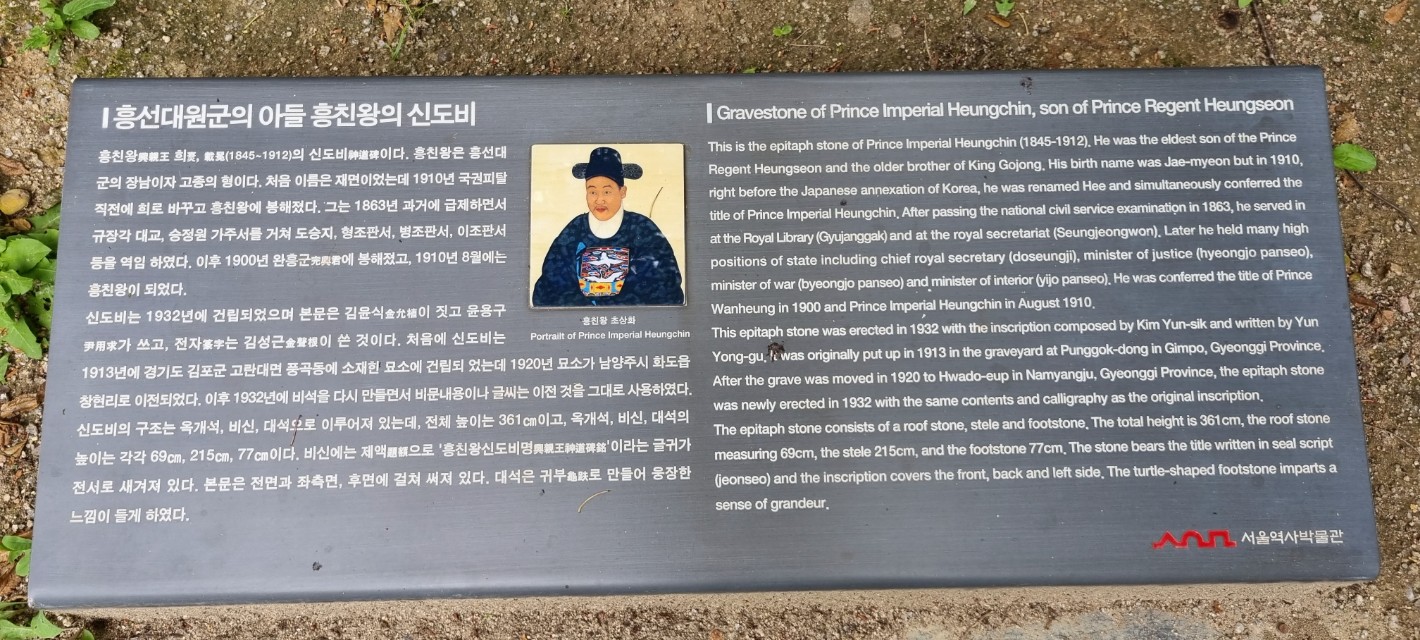 흥선대원군의 아들 흥친왕의 신도비
흥친왕興親王 희熹, 載冕(1845~1912)의 신도비神道碑이다. 흥친왕은 흥선대
군의 장남이자 고종의 형이다. 처음 이름은 재면이었는데 1910년 국권피탈
직전에 희로 바꾸고 흥친왕에 봉해졌다. 그는 1863년 과거에 급제하면서
규장각 대교, 승정원 가주서를 거쳐 도승지, 형조판서, 병조판서, 이조판서
등을 역임 하였다. 이후 1900년 완흥군完興君에 봉해졌고, 1910년 8월에는
흥친왕이 되었다.
신도비는 1932년에 건립되었으며 본문은 김윤식金允植이 짓고 윤용구
尹用求가 쓰고, 전자篆字는 김성근金聲根이 쓴 것이다. 처음에 신도비는
1913년에 경기도 김포군 고란대면 풍곡동에 소재한 묘소에 건립되 었는데 1920년 묘소가 남양주시 화도읍
창현리로 이전되었다. 이후 1932년에 비석을 다시 만들면서 비문내용이나 글씨는 이전 것을 그대로 사용하였다.
신도비의 구조는 옥개석, 비신, 대석으로 이루어져 있는데, 전체 높이는 361㎝이고, 옥개석, 비신, 대석의
높이는 각각 69㎝, 215㎝, 77㎝이다. 비신에는 제액題額으로 '흥친왕신도비명興親王神道碑銘'이라는 글귀가
전서로 새겨져 있다. 본문은 전면과 좌측면, 후면에 걸쳐 써져 있다. 대석은 귀부龜趺로 만들어 웅장한
느낌이 들게 하였다.
흥친왕 초상화
Portrailt of Prince Imperial Heungchin
Gravestone of Prince Imperial Heungchin, son of Prince Regent Heungseon
This is the epitaph stone of Prince Imperial Heungchin (1845-1912). He was the eldest son of the Prince
Regent Heungseon and the older brother of King Gojong. His birth name was Jae-myeon but in 1910,
right before the Japanese annexation of Korea, he was renamed Hee and simultaneously conferred the
title of Prince Imperial Heungchin. After passing the national civil service examination in 1863, he served in
at the Royal Library (Gyujanggak) and at the royal secretariat (Seungjeongwon). Later he held many high
positions of state including chief royal secretary (doseungji), minister of justice (hyeongjo panseo),
minister of war (byeongjo panseo) and minister of interior (yijo panseo). He was conferred the title of Prince
Wanheung in 1900 and Prince Imperial Heungchin in August 1910.
This epitaph stone was erected in 1932 with the inscription composed by Kim Yun-sik and written by Yun
Yong-gu. It was originally put up in 1913 in the graveyard at Punggok-dong in Gimpo, Gyeonggi Province.
After the grave was moved in 1920 to Hwado-eup in Namyangju, Gyeonggi Province, the epitaph stone
was newly erected in 1932 with the same contents and calligraphy as the original inscription.
The epitaph stone consists of a roof stone, stele and footstone. The total height is 361cm, the roof stone
measuring 69cm, the stele 215cm, and the footstone 77cm. The stone bears the title written in seal script
(jeonseo) and the inscription covers the front, back and left side. The turtle-shaped footstone imparts a
sense of grandeur.
서울역사박물관